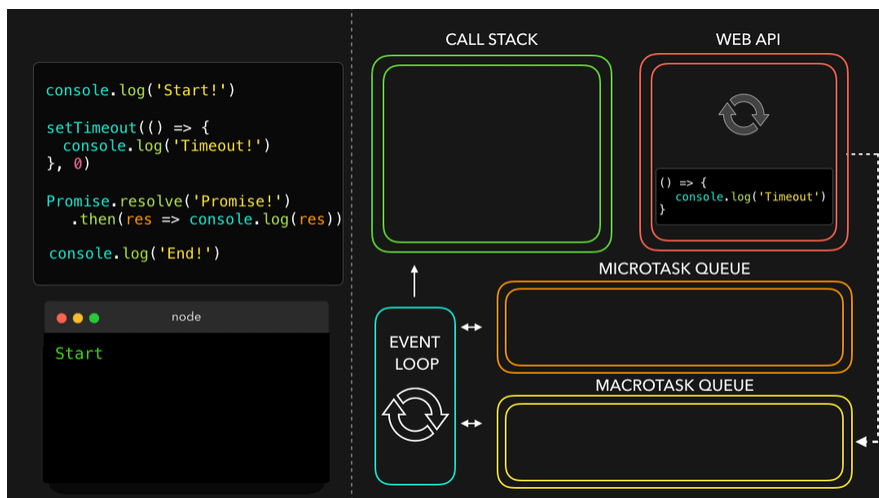 console.log('Start!')
setTimeout(() => {
console.log('Timeout!')
}, 0)
Promise.resolve('Promise!')
.then(res => console.log(res))
console.log('End!')
node
Start
CALL STACK
WEB API
() => {
console.log('Timeout')
}
EVENT
LOOP
MICROTASK QUEUE
MACROTASK QUEUE